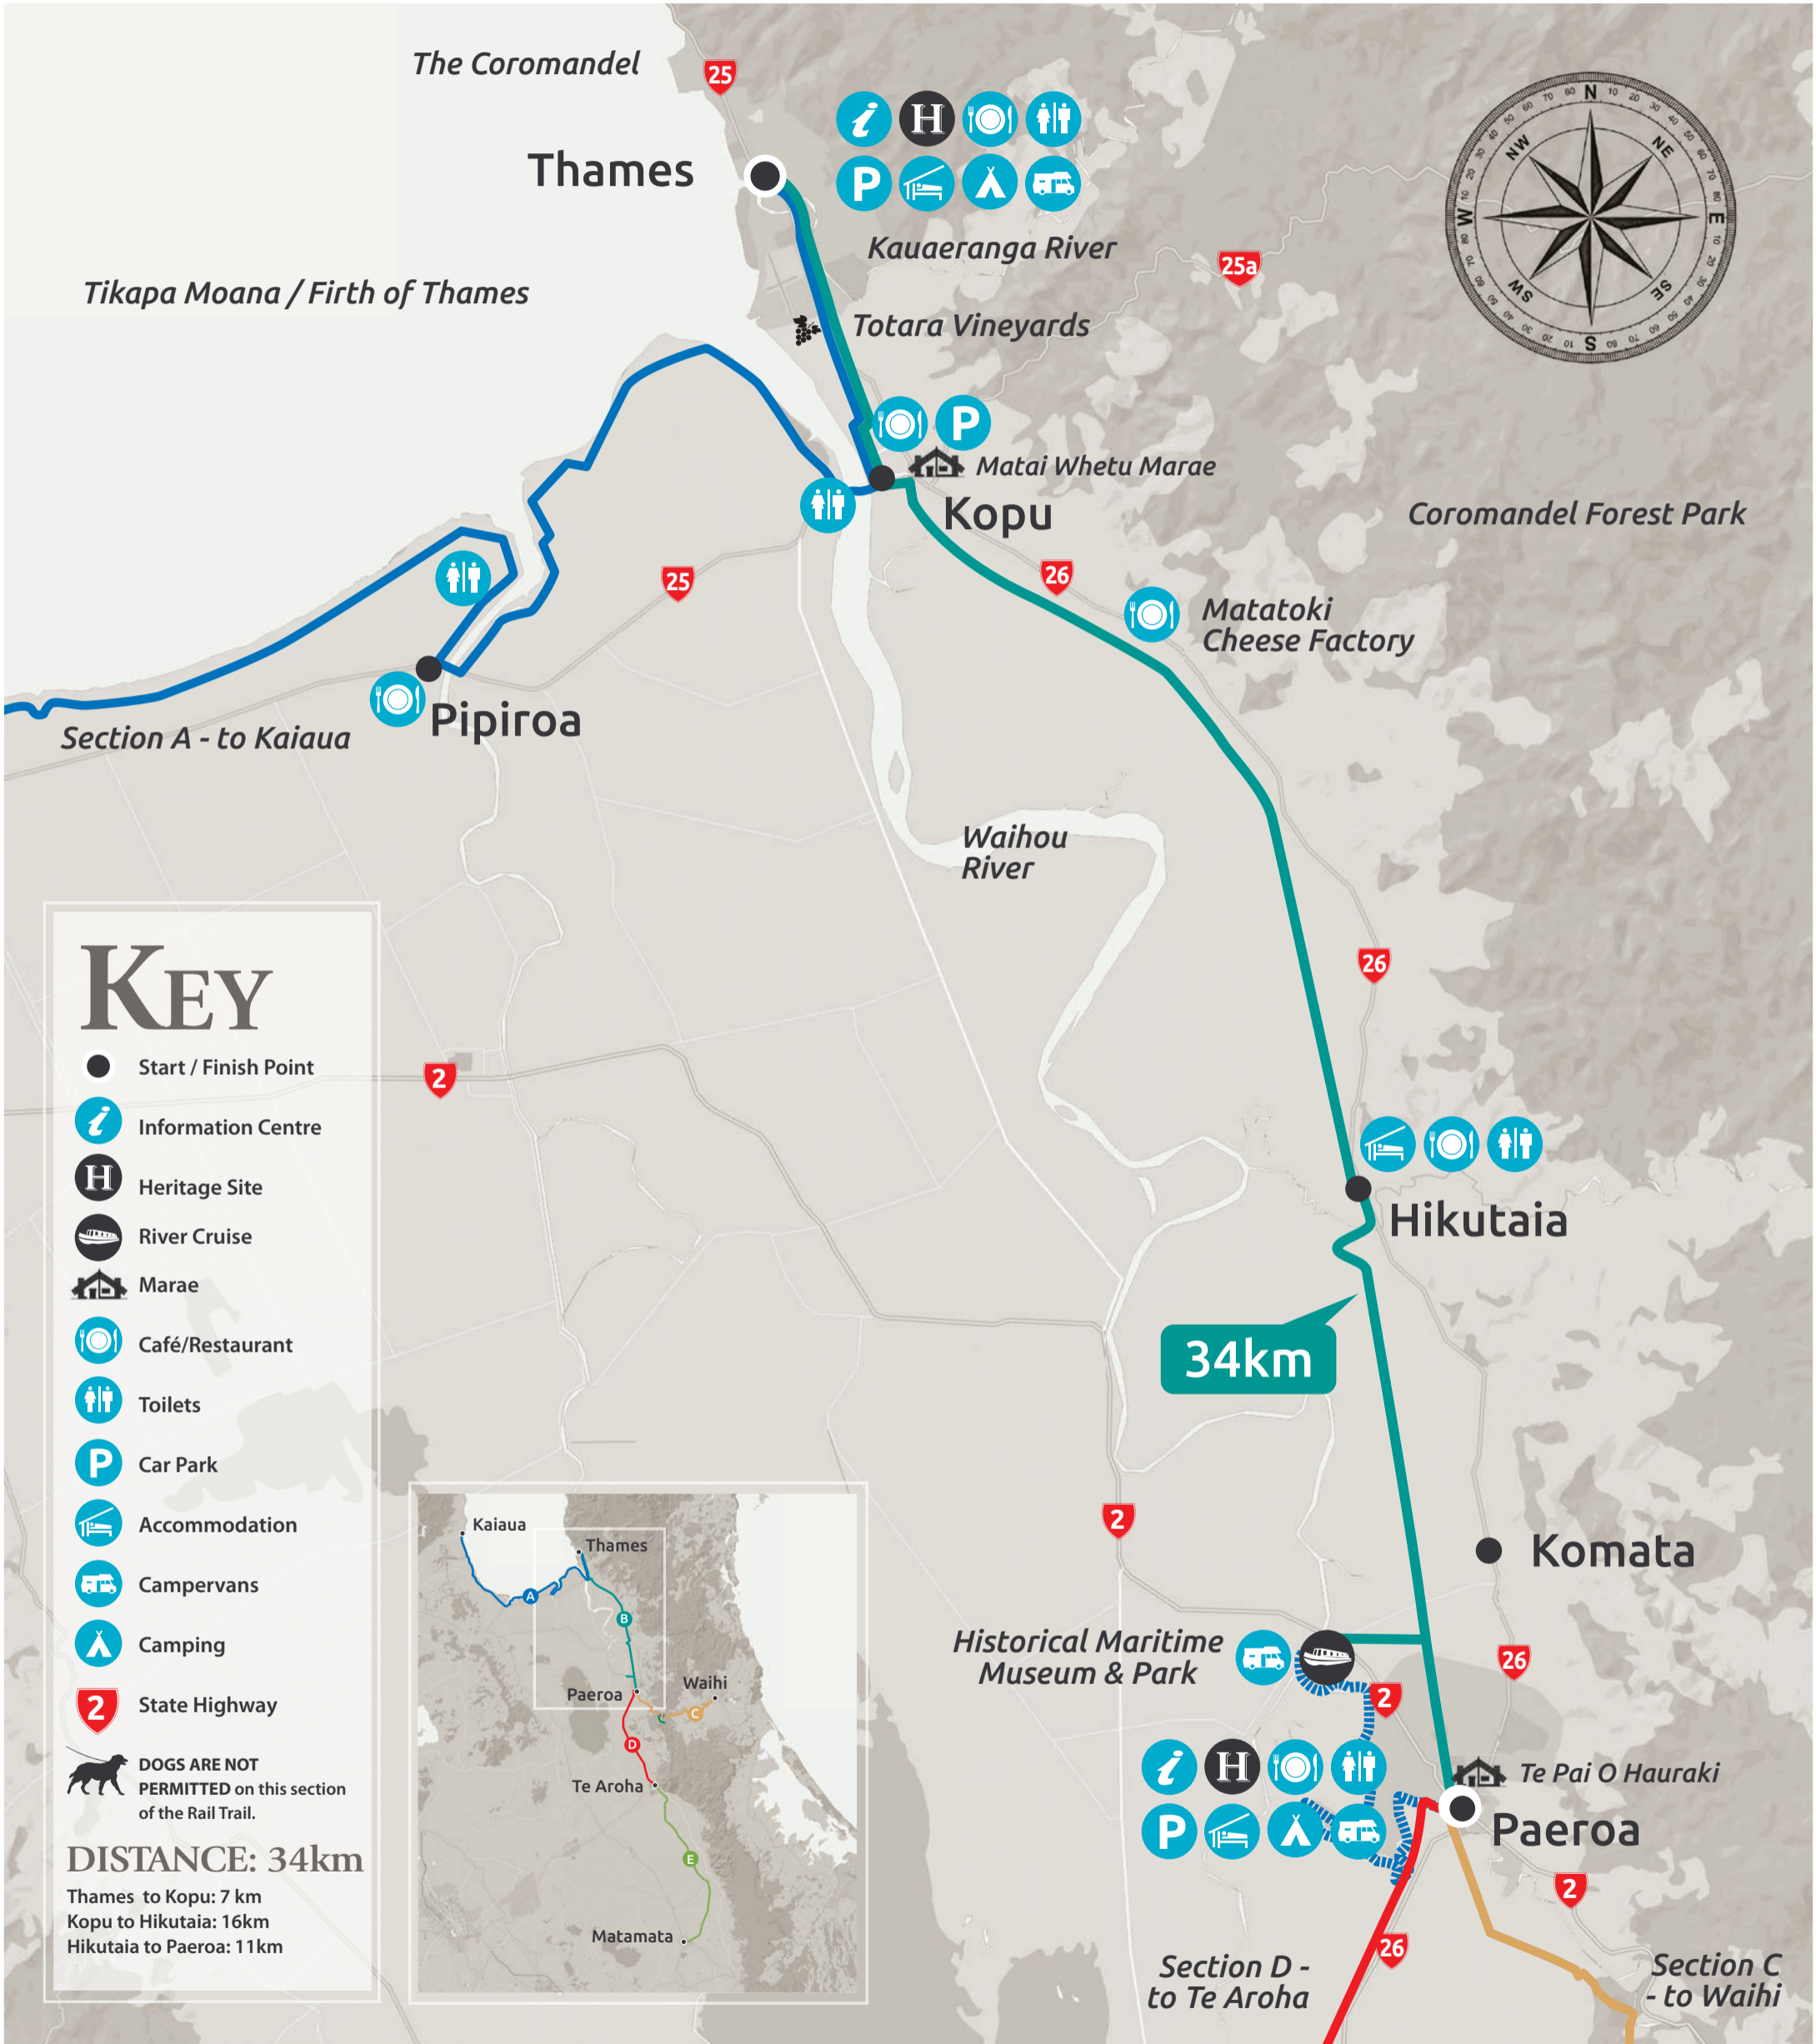 The Coromandel
25
Thames
Kauaeranga River
25a
Tikapa Moana / Firth of Thames
Totara Vineyards
Matai Whetu Marae
Kopu
Coromandel Forest Park
25
26
Matatoki
Cheese Factory
Pipiroa
Section A - to Kaiaua
Waihou
River
26
2
Hikutaia
34km
2
Komata
Historical Maritime
Museum & Park
26
2
Te Pai O Hauraki
Paeroa
2
26
Section D -
to Te Aroha
Section C
- to Waihi
N
NE
E
SE
S
SW
W
NW
i
H
P
P
i
H
P
KEY
Start / Finish Point
i Information Centre
H Heritage Site
River Cruise
Marae
Café/Restaurant
Toilets
P Car Park
Accommodation
Campervans
Camping
2 State Highway
DOGS ARE NOT
PERMITTED on this section
of the Rail Trail.
DISTANCE: 34km
Thames to Kopu: 7 km
Kopu to Hikutaia: 16km
Hikutaia to Paeroa: 11km
Kaiaua
Thames
A
B
Waihi
Paeroa
C
D
Te Aroha
E
Matamata